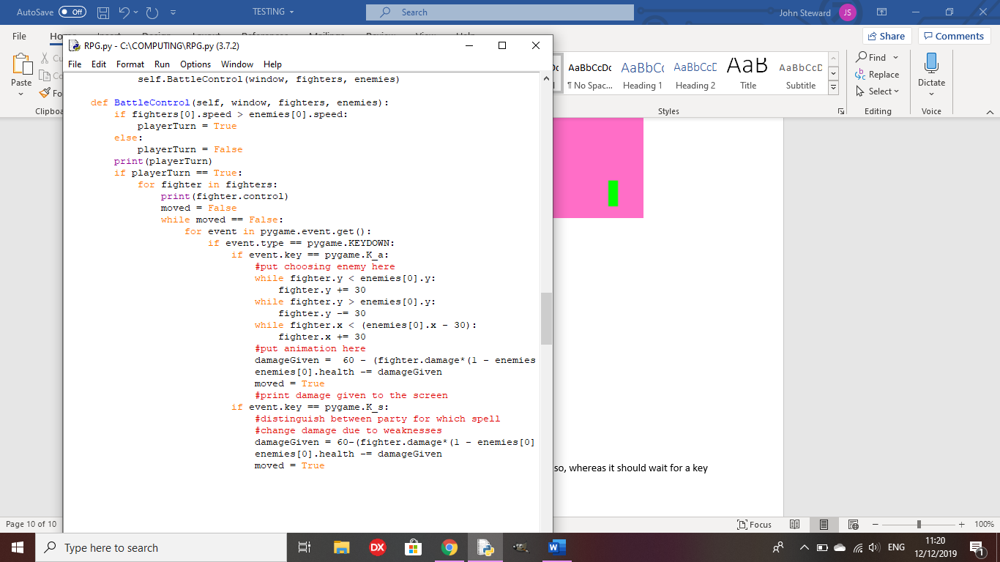 AutoSave Off TESTING Search John Steward JS
File Share Comments
RPG.py - C:\COMPUTING\RPG.py (3.7.2)
File Edit Format Run Options Window Help
Paste
Clipboa
AaBbCcDc AaBbCc AaBbCcD AaB AaBbCcD
¶ No Spac... Heading 1 Heading 2 Title Subtitle
Styles
Find
Replace
Select
Editing
Dictate
Voice
self.BattleControl(window, fighters, enemies)
def BattleControl(self, window, fighters, enemies):
if fighters[0].speed > enemies[0].speed:
playerTurn = True
else:
playerTurn = False
print(playerTurn)
if playerTurn == True:
for fighter in fighters:
print(fighter.control)
moved = False
while moved == False:
for event in pygame.event.get():
if event.type == pygame.KEYDOWN:
if event.key == pygame.K_a:
#put choosing enemy here
while fighter.y < enemies[0].y:
fighter.y += 30
while fighter.y > enemies[0].y:
fighter.y -= 30
while fighter.x < (enemies[0].x - 30):
fighter.x += 30
#put animation here
damageGiven =  60 - (fighter.damage*(1 - enemies
enemies[0].health -= damageGiven
moved = True
#print damage given to the screen
if event.key == pygame.K_s:
#distinguish between party for which spell
#change damage due to weaknesses
damageGiven = 60-(fighter.damage*(1 - enemies[0]
enemies[0].health -= damageGiven
moved = True
so, whereas it should wait for a key
Page 10 of 10 Focus 100%
Type here to search DX W ENG 11:20
12/12/2019 1